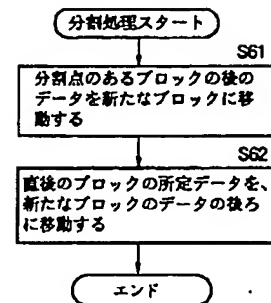 分割処理スタート
S61
分割点のあるブロックの後の
データを新たなブロックに移
動する
S62
直後のブロックの所定データを、
新たなブロックのデータの後ろ
に移動する
エンド